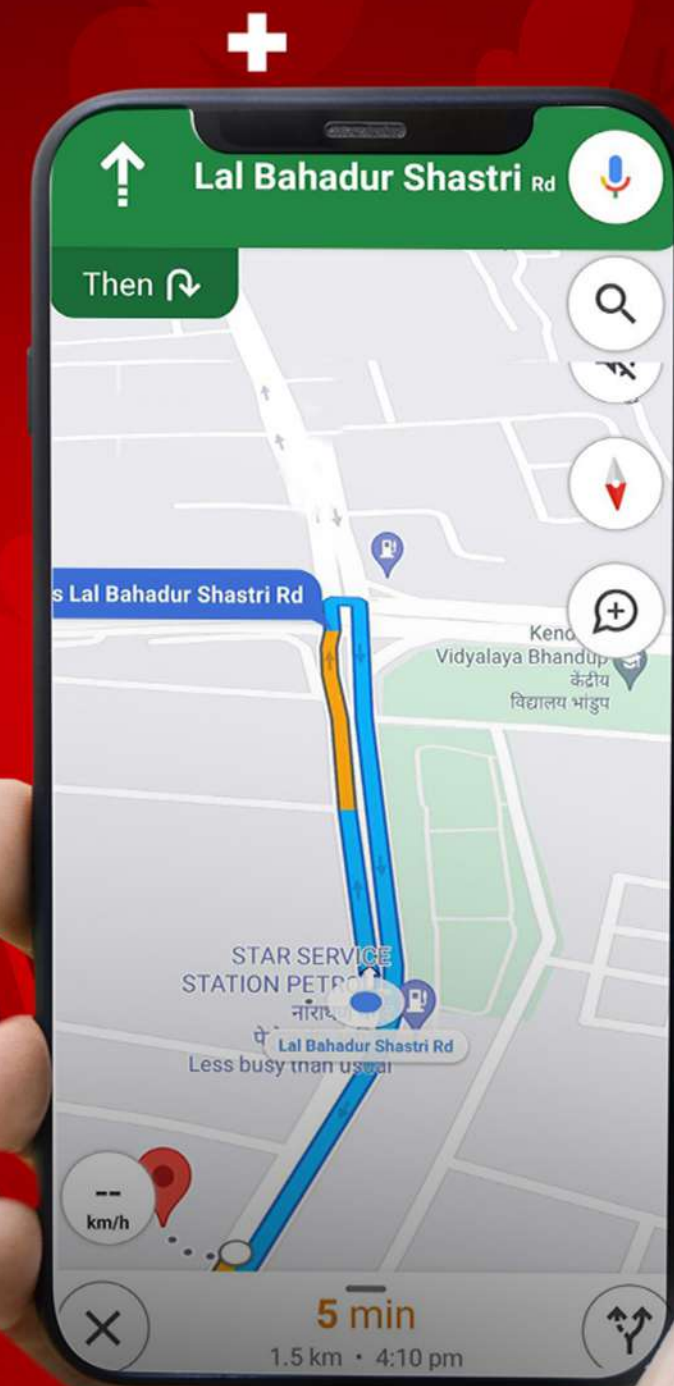 Lal Bahadur Shastri Rd
Then
s Lal Bahadur Shastri Rd
Vidyalaya Bhandup
केंद्रीय
विद्यालय भांडुप
STAR SERVICE
STATION
Lal Bahadur Shastri Rd
Less busy than usual
--
km/h
5 min
1.5 km • 4:10 pm